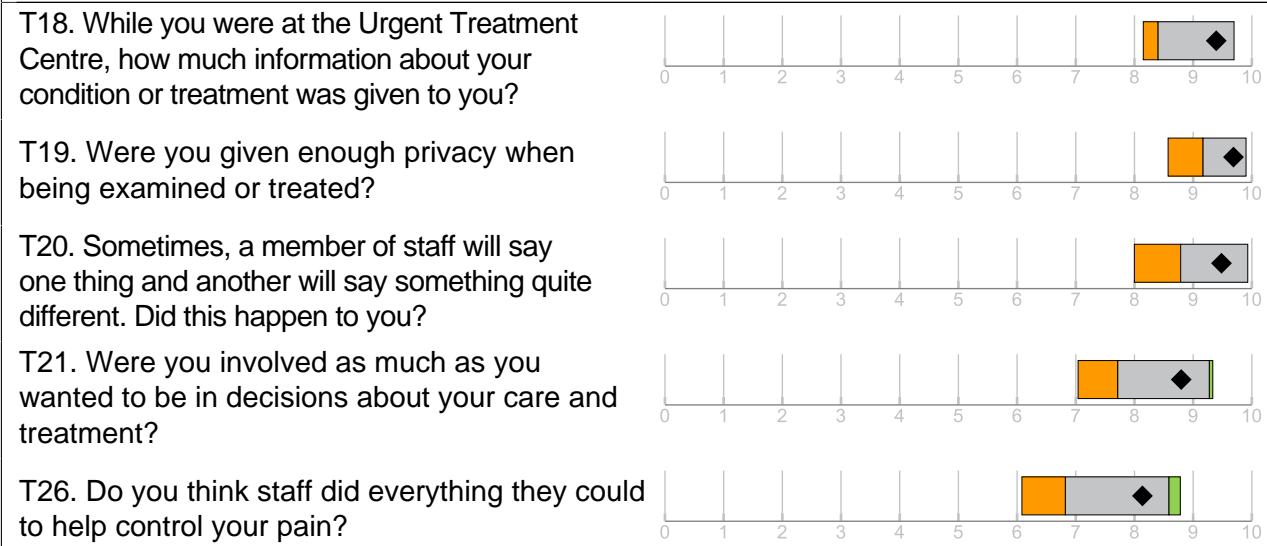 T18. While you were at the Urgent Treatment
Centre, how much information about your
condition or treatment was given to you?
0 1 2 3 4 5 6 7 8 9 10
T19. Were you given enough privacy when
being examined or treated?
0 1 2 3 4 5 6 7 8 9 10
T20. Sometimes, a member of staff will say
one thing and another will say something quite
different. Did this happen to you?
0 1 2 3 4 5 6 7 8 9 10
T21. Were you involved as much as you
wanted to be in decisions about your care and
treatment?
0 1 2 3 4 5 6 7 8 9 10
T26. Do you think staff did everything they could
to help control your pain?
0 1 2 3 4 5 6 7 8 9 10